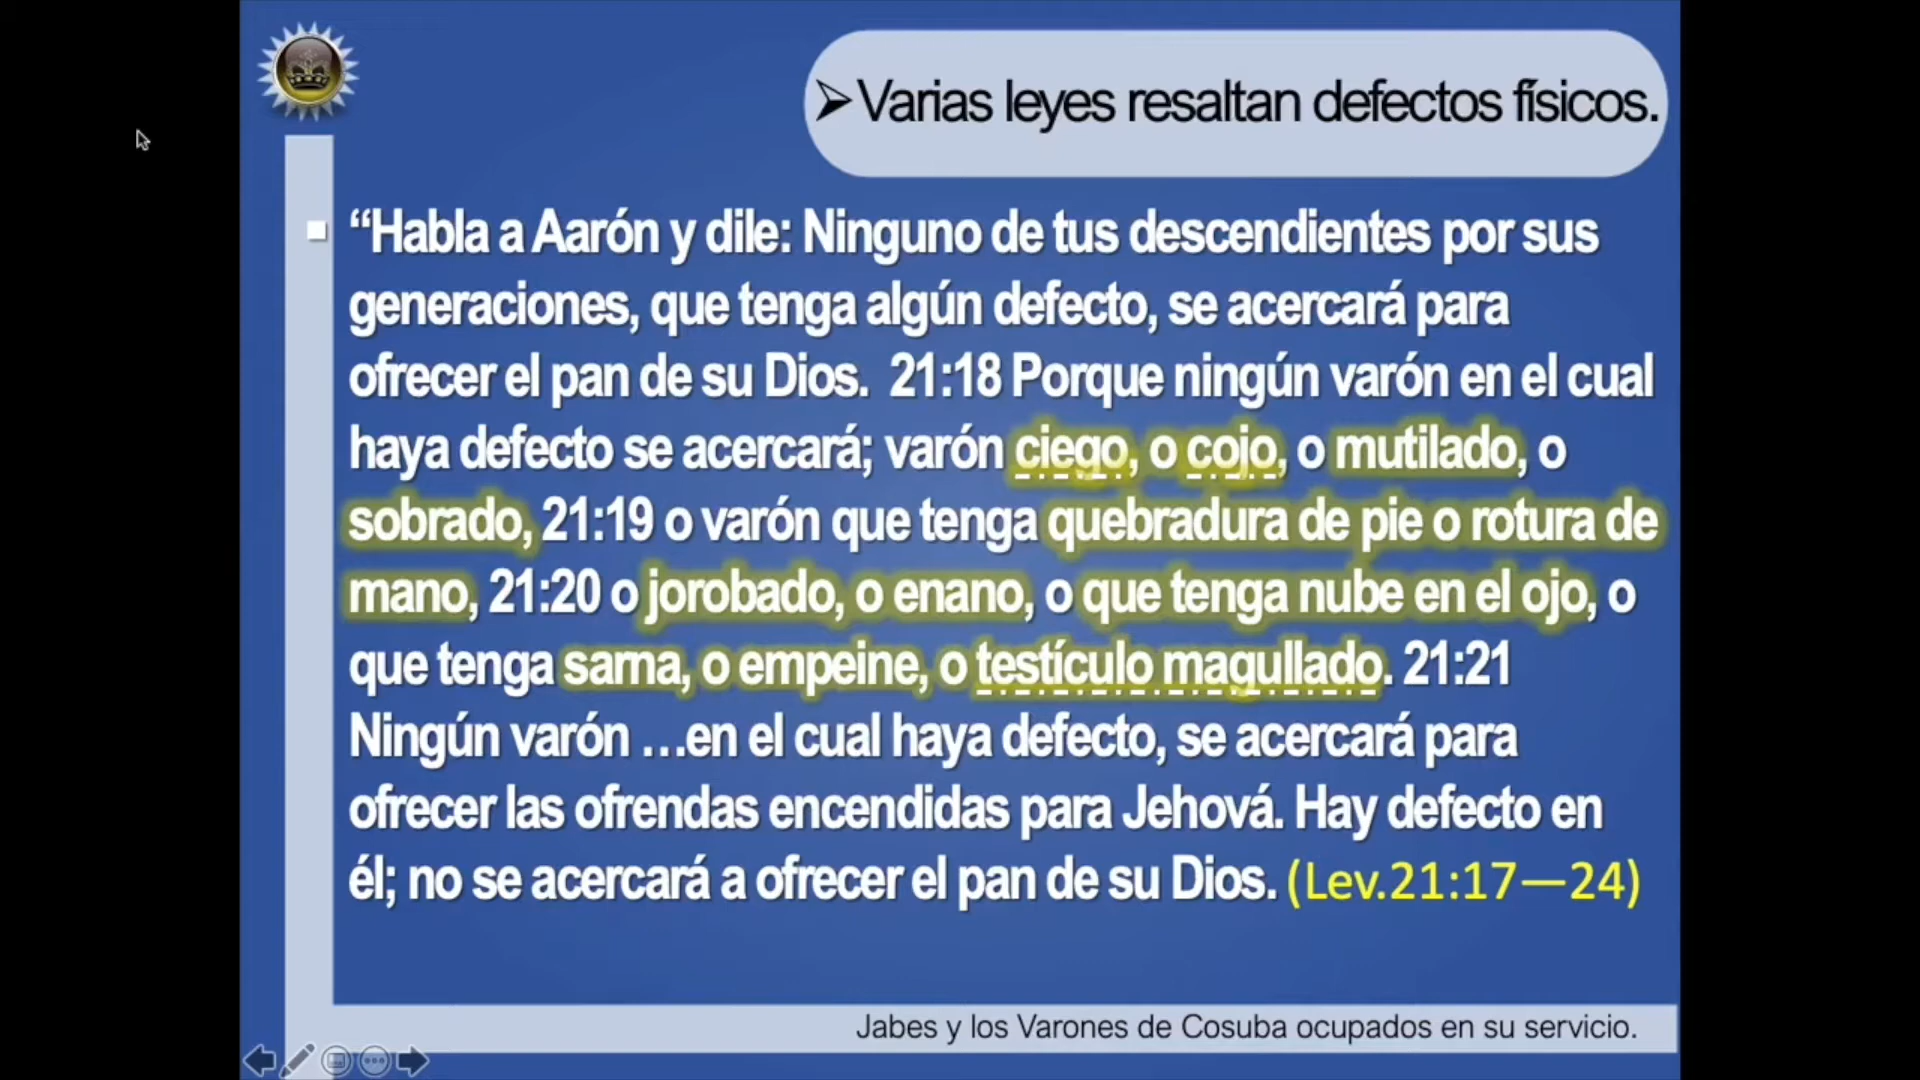 ➢Varias leyes resaltan defectos físicos.
▪ “Habla a Aarón y dile: Ninguno de tus descendientes por sus
generaciones, que tenga algún defecto, se acercará para
ofrecer el pan de su Dios. 21:18 Porque ningún varón en el cual
haya defecto se acercará; varón ciego, o cojo, o mutilado, o
sobrado, 21:19 o varón que tenga quebradura de pie o rotura de
mano, 21:20 o jorobado, o enano, o que tenga nube en el ojo, o
que tenga sarna, o empeine, o testículo magullado. 21:21
Ningún varón …en el cual haya defecto, se acercará para
ofrecer las ofrendas encendidas para Jehová. Hay defecto en
él; no se acercará a ofrecer el pan de su Dios. (Lev.21:17—24)
Jabes y los Varones de Cosuba ocupados en su servicio.